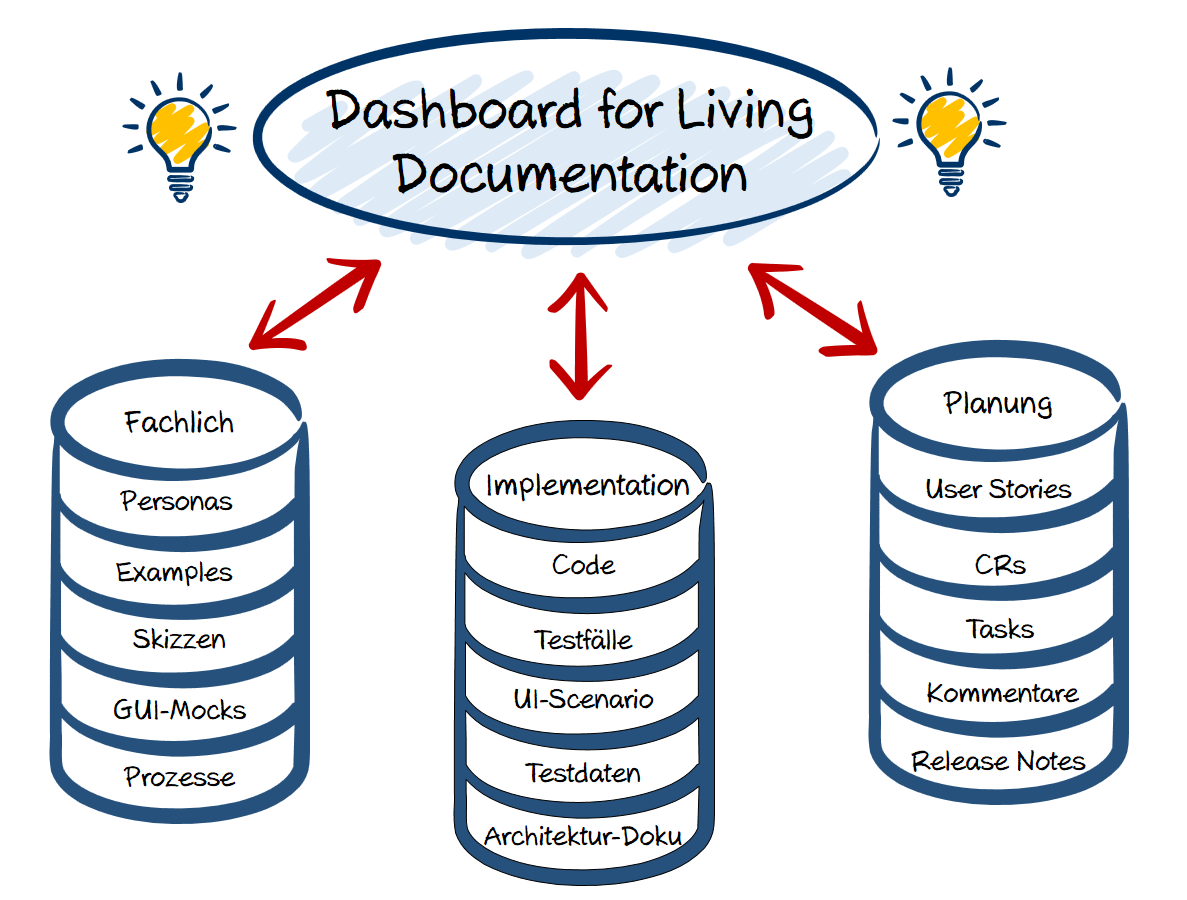 Dashboard for Living
Documentation
Fachlich
Personas
Examples
Skizzen
GUI-Mocks
Prozesse
Implementation
Code
Testfälle
UI-Scenario
Testdaten
Architektur-Doku
Planung
User Stories
CRs
Tasks
Kommentare
Release Notes